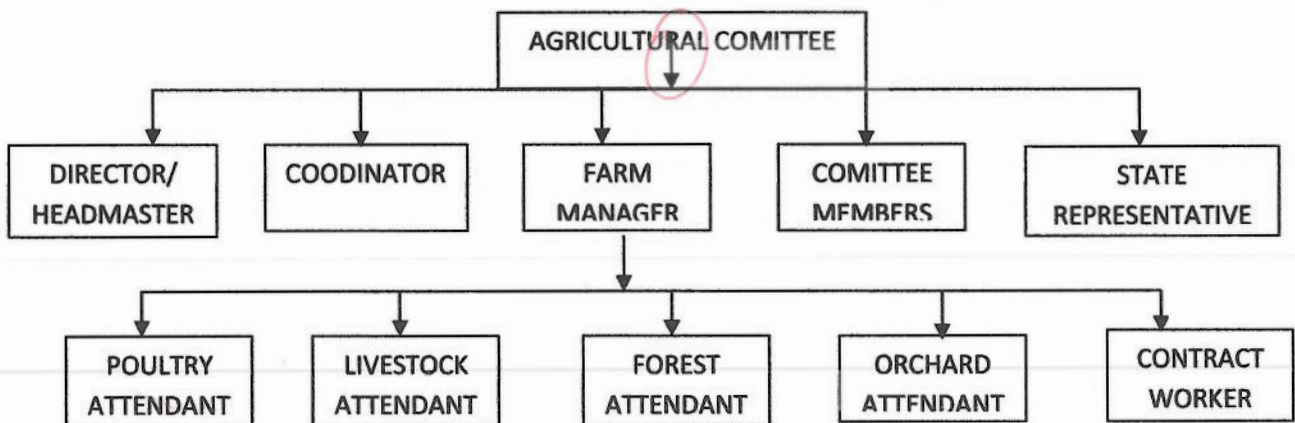 AGRICULTURAL COMITTEE
DIRECTOR/
HEADMASTER
COODINATOR
FARM
MANAGER
COMITTEE
MEMBERS
STATE
REPRESENTATIVE
POULTRY
ATTENDANT
LIVESTOCK
ATTENDANT
FOREST
ATTENDANT
ORCHARD
ATTENDANT
CONTRACT
WORKER